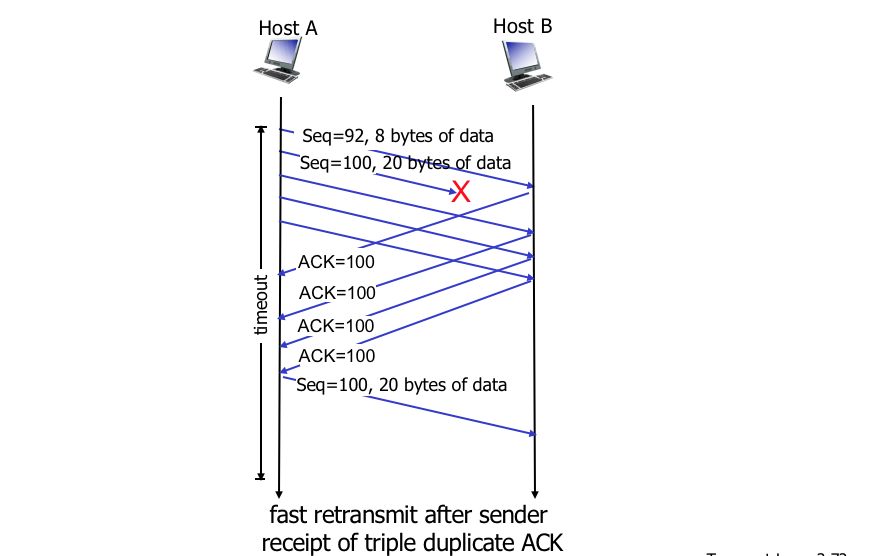 Host A
Host B
Seq=92, 8 bytes of data
Seq=100, 20 bytes of data
X
ACK=100
timeout
ACK=100
ACK=100
ACK=100
Seq=100, 20 bytes of data
fast retransmit after sender
receipt of triple duplicate ACK